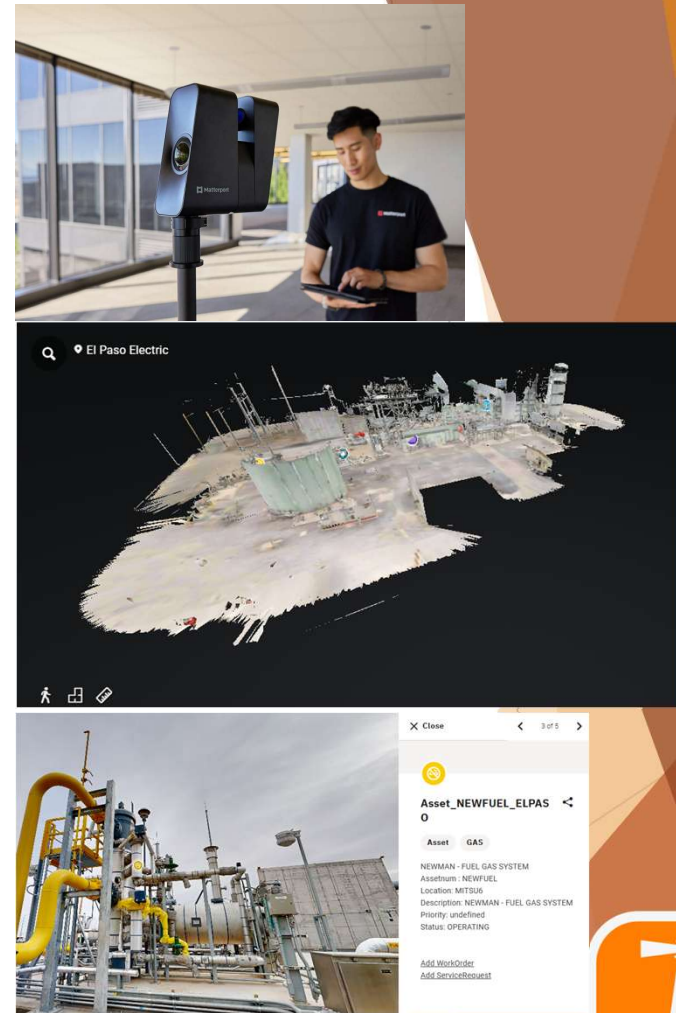 Matterport
matterport
El Paso Electric
Close
3 of 5
Asset_NEWFUEL_ELPAS
O
Asset GAS
NEWMAN - FUEL GAS SYSTEM
Assetnum : NEWFUEL
Location: MITSU6
Description: NEWMAN - FUEL GAS SYSTEM
Priority: undefined
Status: OPERATING
Add WorkOrder
Add ServiceRequest